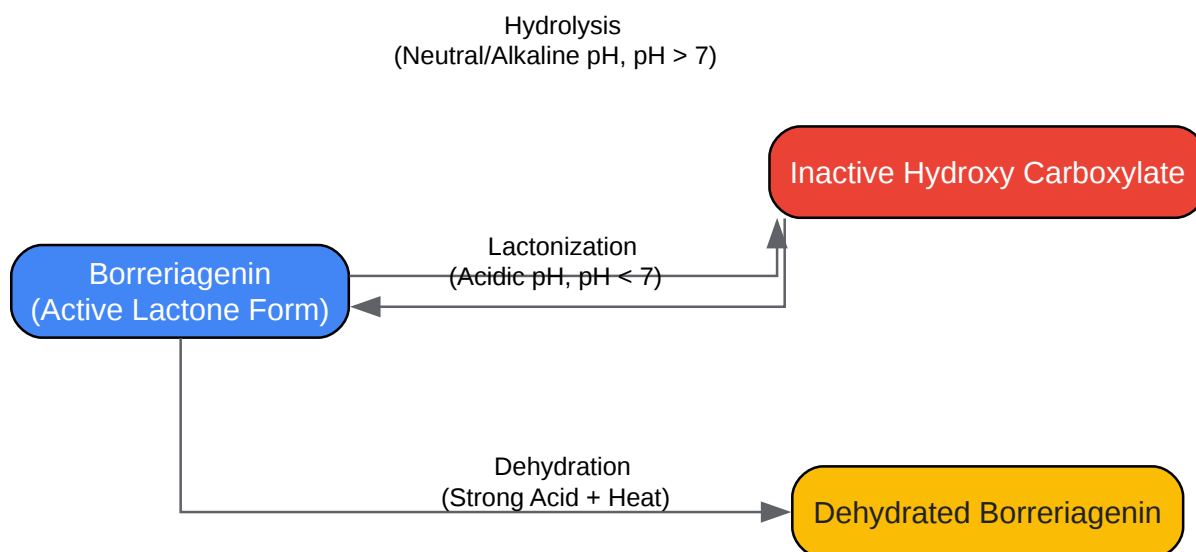 Hydrolysis
(Neutral/Alkaline pH, pH > 7)
Inactive Hydroxy Carboxylate
Lactonization
(Acidic pH, pH < 7)
Borreriagenin
(Active Lactone Form)
Dehydration
(Strong Acid + Heat)
Dehydrated Borreriagenin